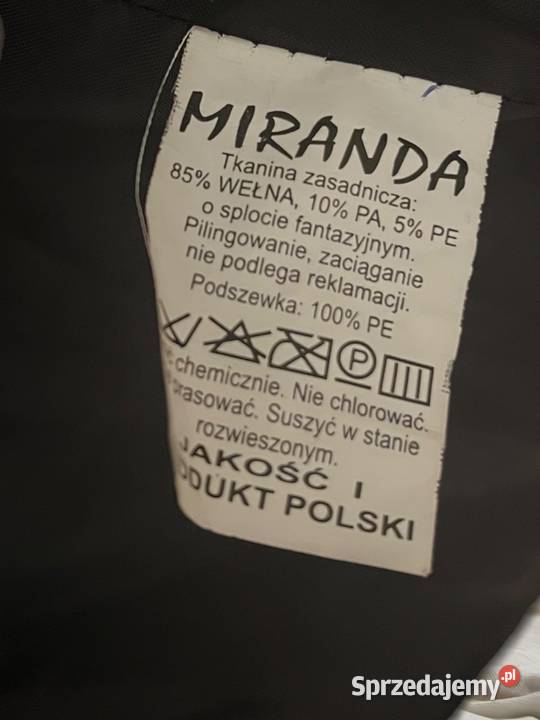 MIRANDA
Tkanina zasadnicza:
85% WEŁNA, 10% PA, 5% PE
o splocie fantazyjnym.
Pilingowanie, zaciąganie
nie podlega reklamacji.
Podszewka: 100% PE
P
chemicznie. Nie chlorować.
prasować. Suszyć w stanie
rozwieszonym.
JAKOŚĆ I
PRODUKT POLSKI
Sprzedajemy.pl